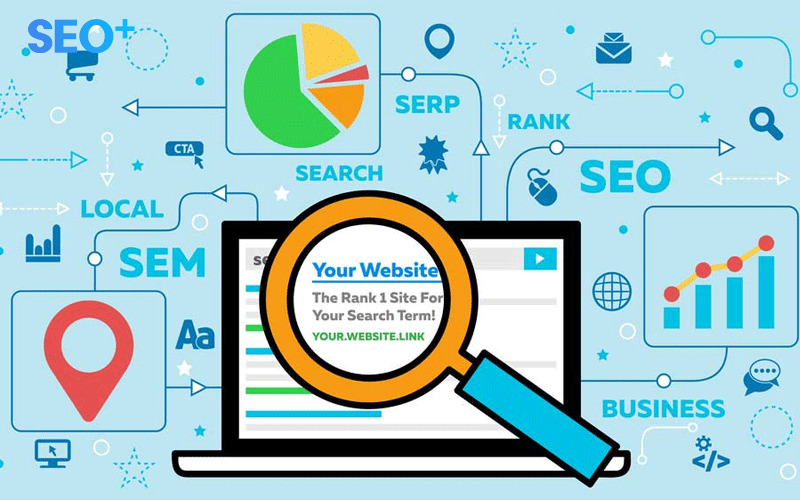 SEO+
SERP
RANK
CTA
SEARCH
SEO
LOCAL
SEM
se
Your Website
The Rank 1 Site For
Your Search Term!
YOUR.WEBSITE.LINK
Aa
BUSINESS
</>